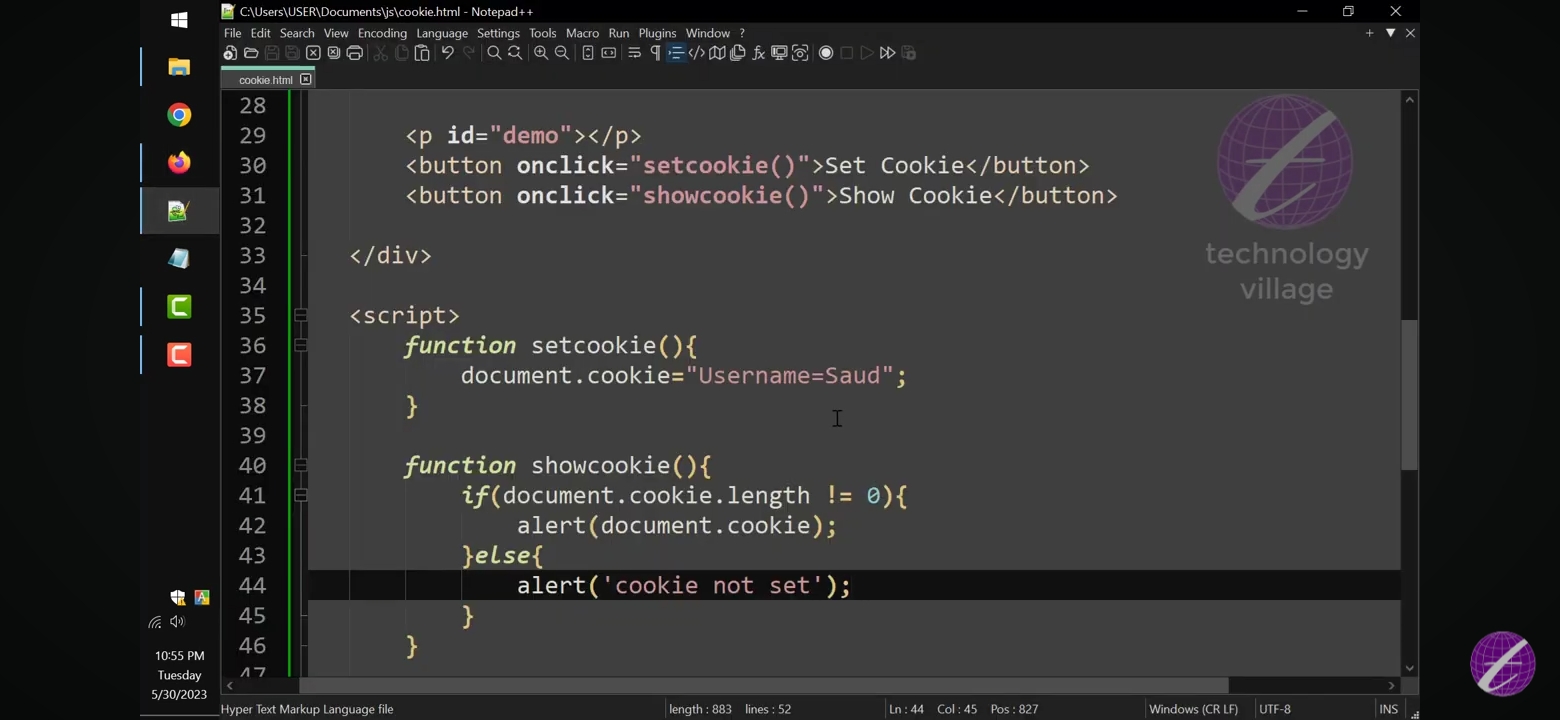 C:\Users\USER\Documents\js\cookie.html - Notepad++
File Edit Search View Encoding Language Settings Tools Macro Run Plugins Window ?
cookie.html
28
29 <p id="demo"></p>
30 <button onclick="setcookie()">Set Cookie</button>
31 <button onclick="showcookie()">Show Cookie</button>
32
33 </div>
34
35 <script>
36 function setcookie(){
37 document.cookie="Username=Saud";
38 }
39
40 function showcookie(){
41 if(document.cookie.length != 0){
42 alert(document.cookie);
43 }else{
44 alert('cookie not set');
45 }
46 }
47
technology
village
10:55 PM
Tuesday
5/30/2023
Hyper Text Markup Language file length : 883 lines : 52 Ln : 44 Col : 45 Pos : 827 Windows (CR LF) UTF-8 INS